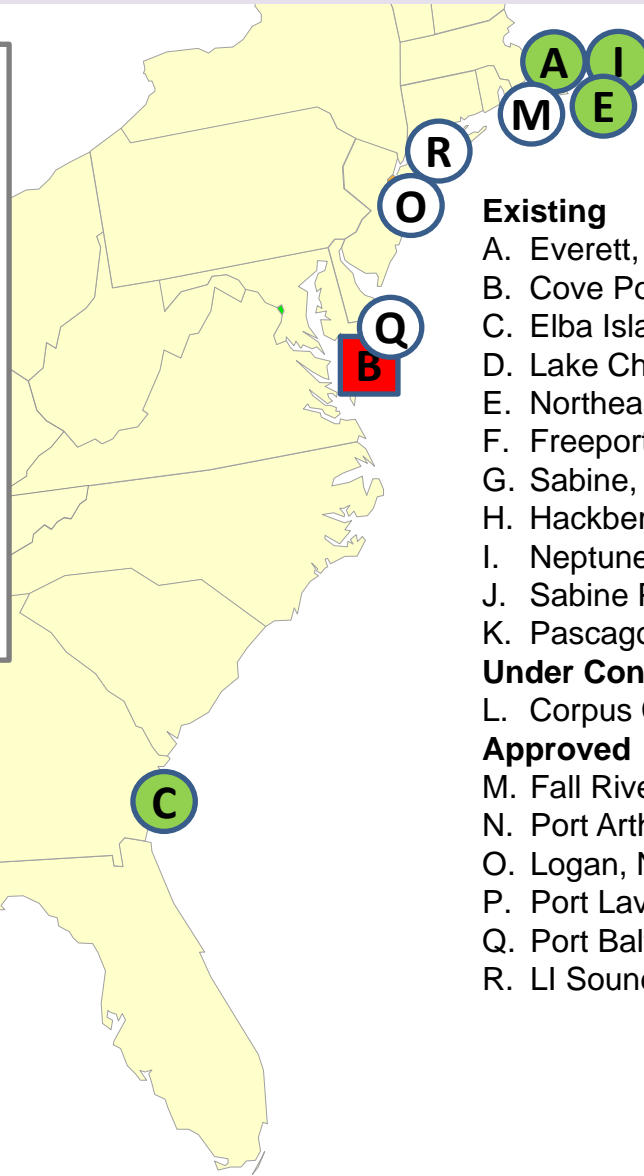 A I
M E
R
O
Q
B
C
Existing
A. Everett,
B. Cove Po
C. Elba Isla
D. Lake Ch
E. Northea
F. Freeport
G. Sabine,
H. Hackber
I. Neptune
J. Sabine
K. Pascago
Under Con
L. Corpus
Approved
M. Fall Rive
N. Port Arth
O. Logan,
P. Port Lav
Q. Port Bal
R. LI Sound